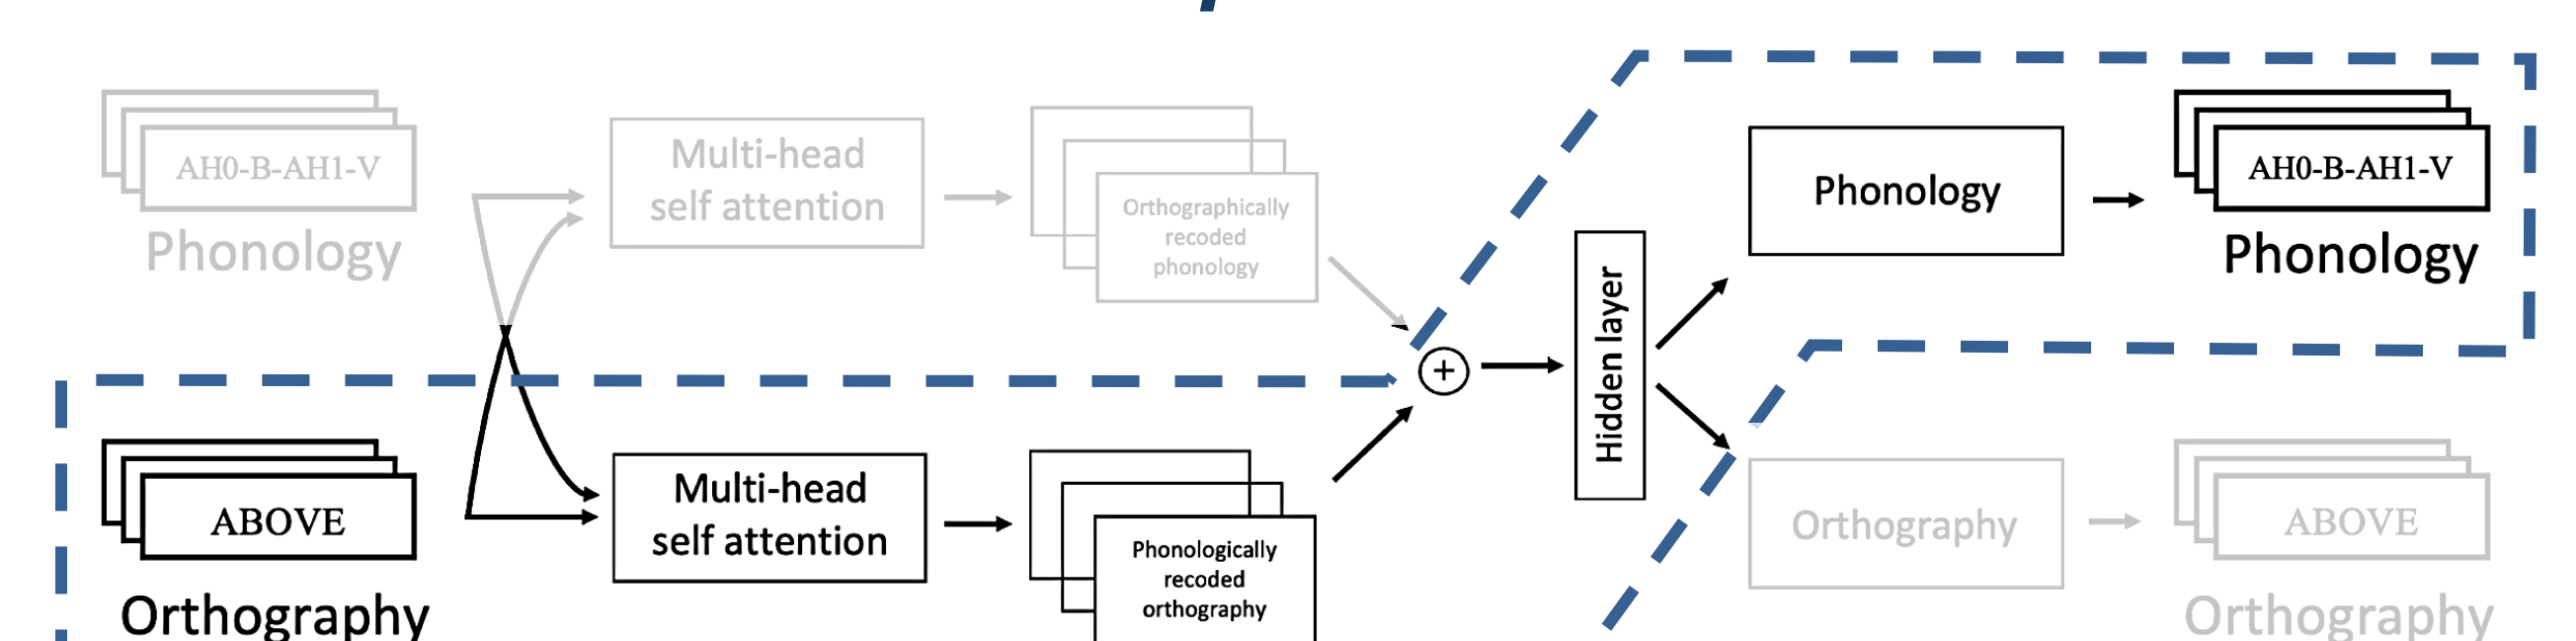 AH0-B-AH1-V
Phonology
Multi-head
self attention
Orthographically
recoded
phonology
+
Hidden layer
Phonology
AH0-B-AH1-V
Phonology
ABOVE
Orthography
Multi-head
self attention
Phonologically
recoded
orthography
Orthography
ABOVE
Orthography